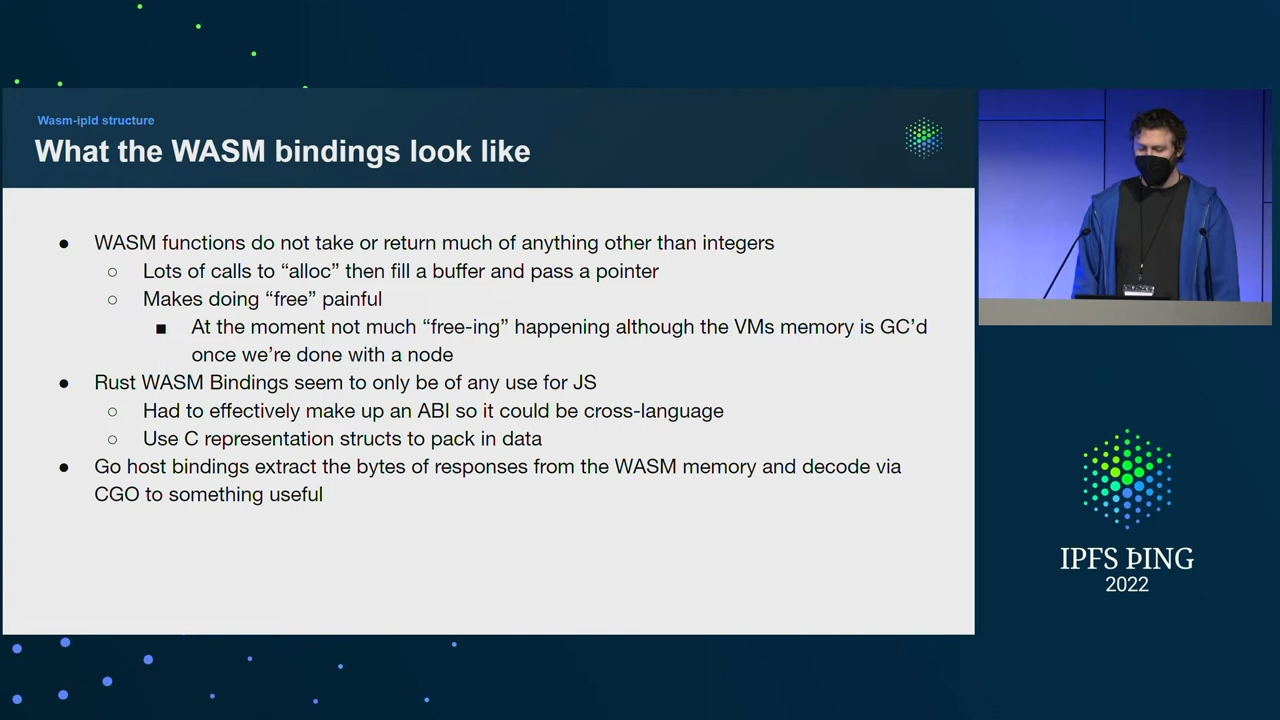 Wasm-ipld structure
What the WASM bindings look like
● WASM functions do not take or return much of anything other than integers
○ Lots of calls to “alloc” then fill a buffer and pass a pointer
○ Makes doing “free” painful
■ At the moment not much “free-ing” happening although the VMs memory is GC’d
once we’re done with a node
● Rust WASM Bindings seem to only be of any use for JS
○ Had to effectively make up an ABI so it could be cross-language
○ Use C representation structs to pack in data
● Go host bindings extract the bytes of responses from the WASM memory and decode via
CGO to something useful
IPFS ÞING
2022